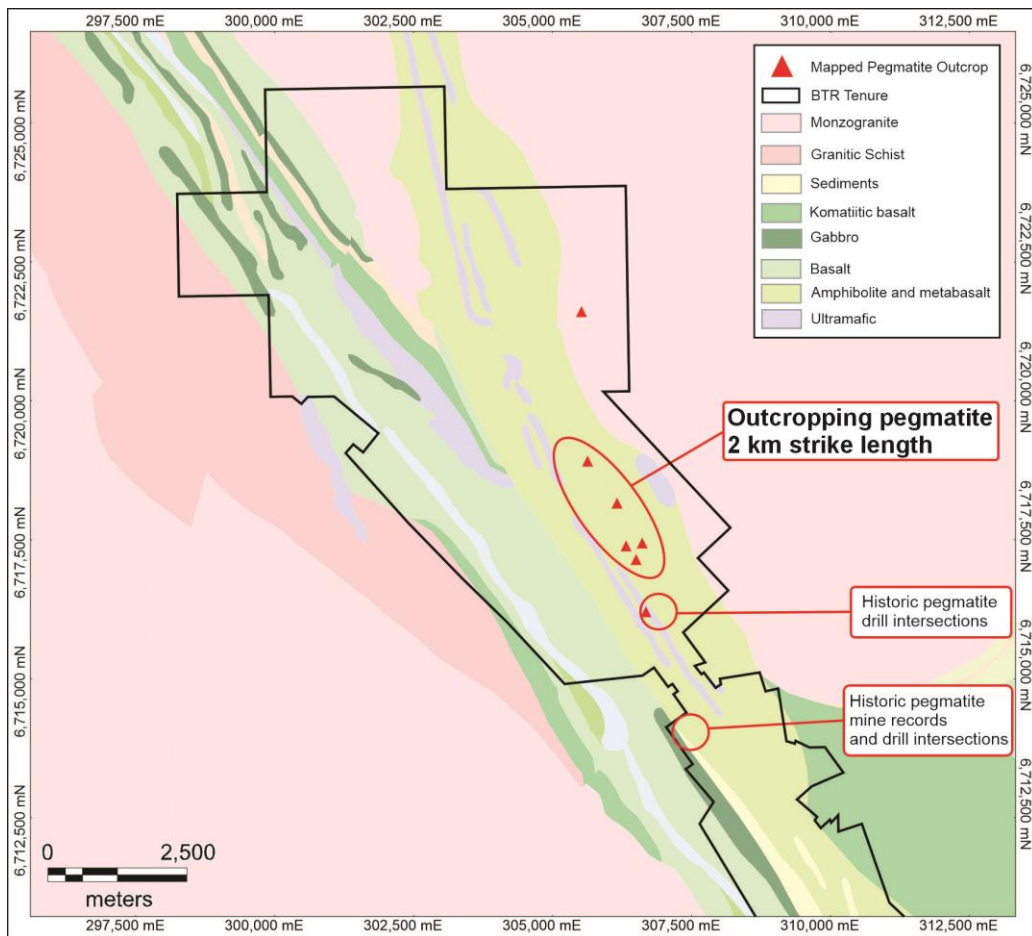 297,500 mE
300,000 mE
302,500 mE
305,000 mE
307,500 mE
310,000 mE
312,500 mE
6,725,000 mN
6,722,500 mN
6,720,000 mN
6,717,500 mN
6,715,000 mN
6,712,500 mN
Mapped Pegmatite Outcrop
BTR Tenure
Monzogranite
Granitic Schist
Sediments
Komatiitic basalt
Gabbro
Basalt
Amphibolite and metabasalt
Ultramafic
6,725,000 mN
6,722,500 mN
6,720,000 mN
6,717,500 mN
6,715,000 mN
6,712,500 mN
Outcropping pegmatite
2 km strike length
Historic pegmatite
drill intersections
Historic pegmatite
mine records
and drill intersections
0 2,500
meters
297,500 mE
300,000 mE
302,500 mE
305,000 mE
307,500 mE
310,000 mE
312,500 mE